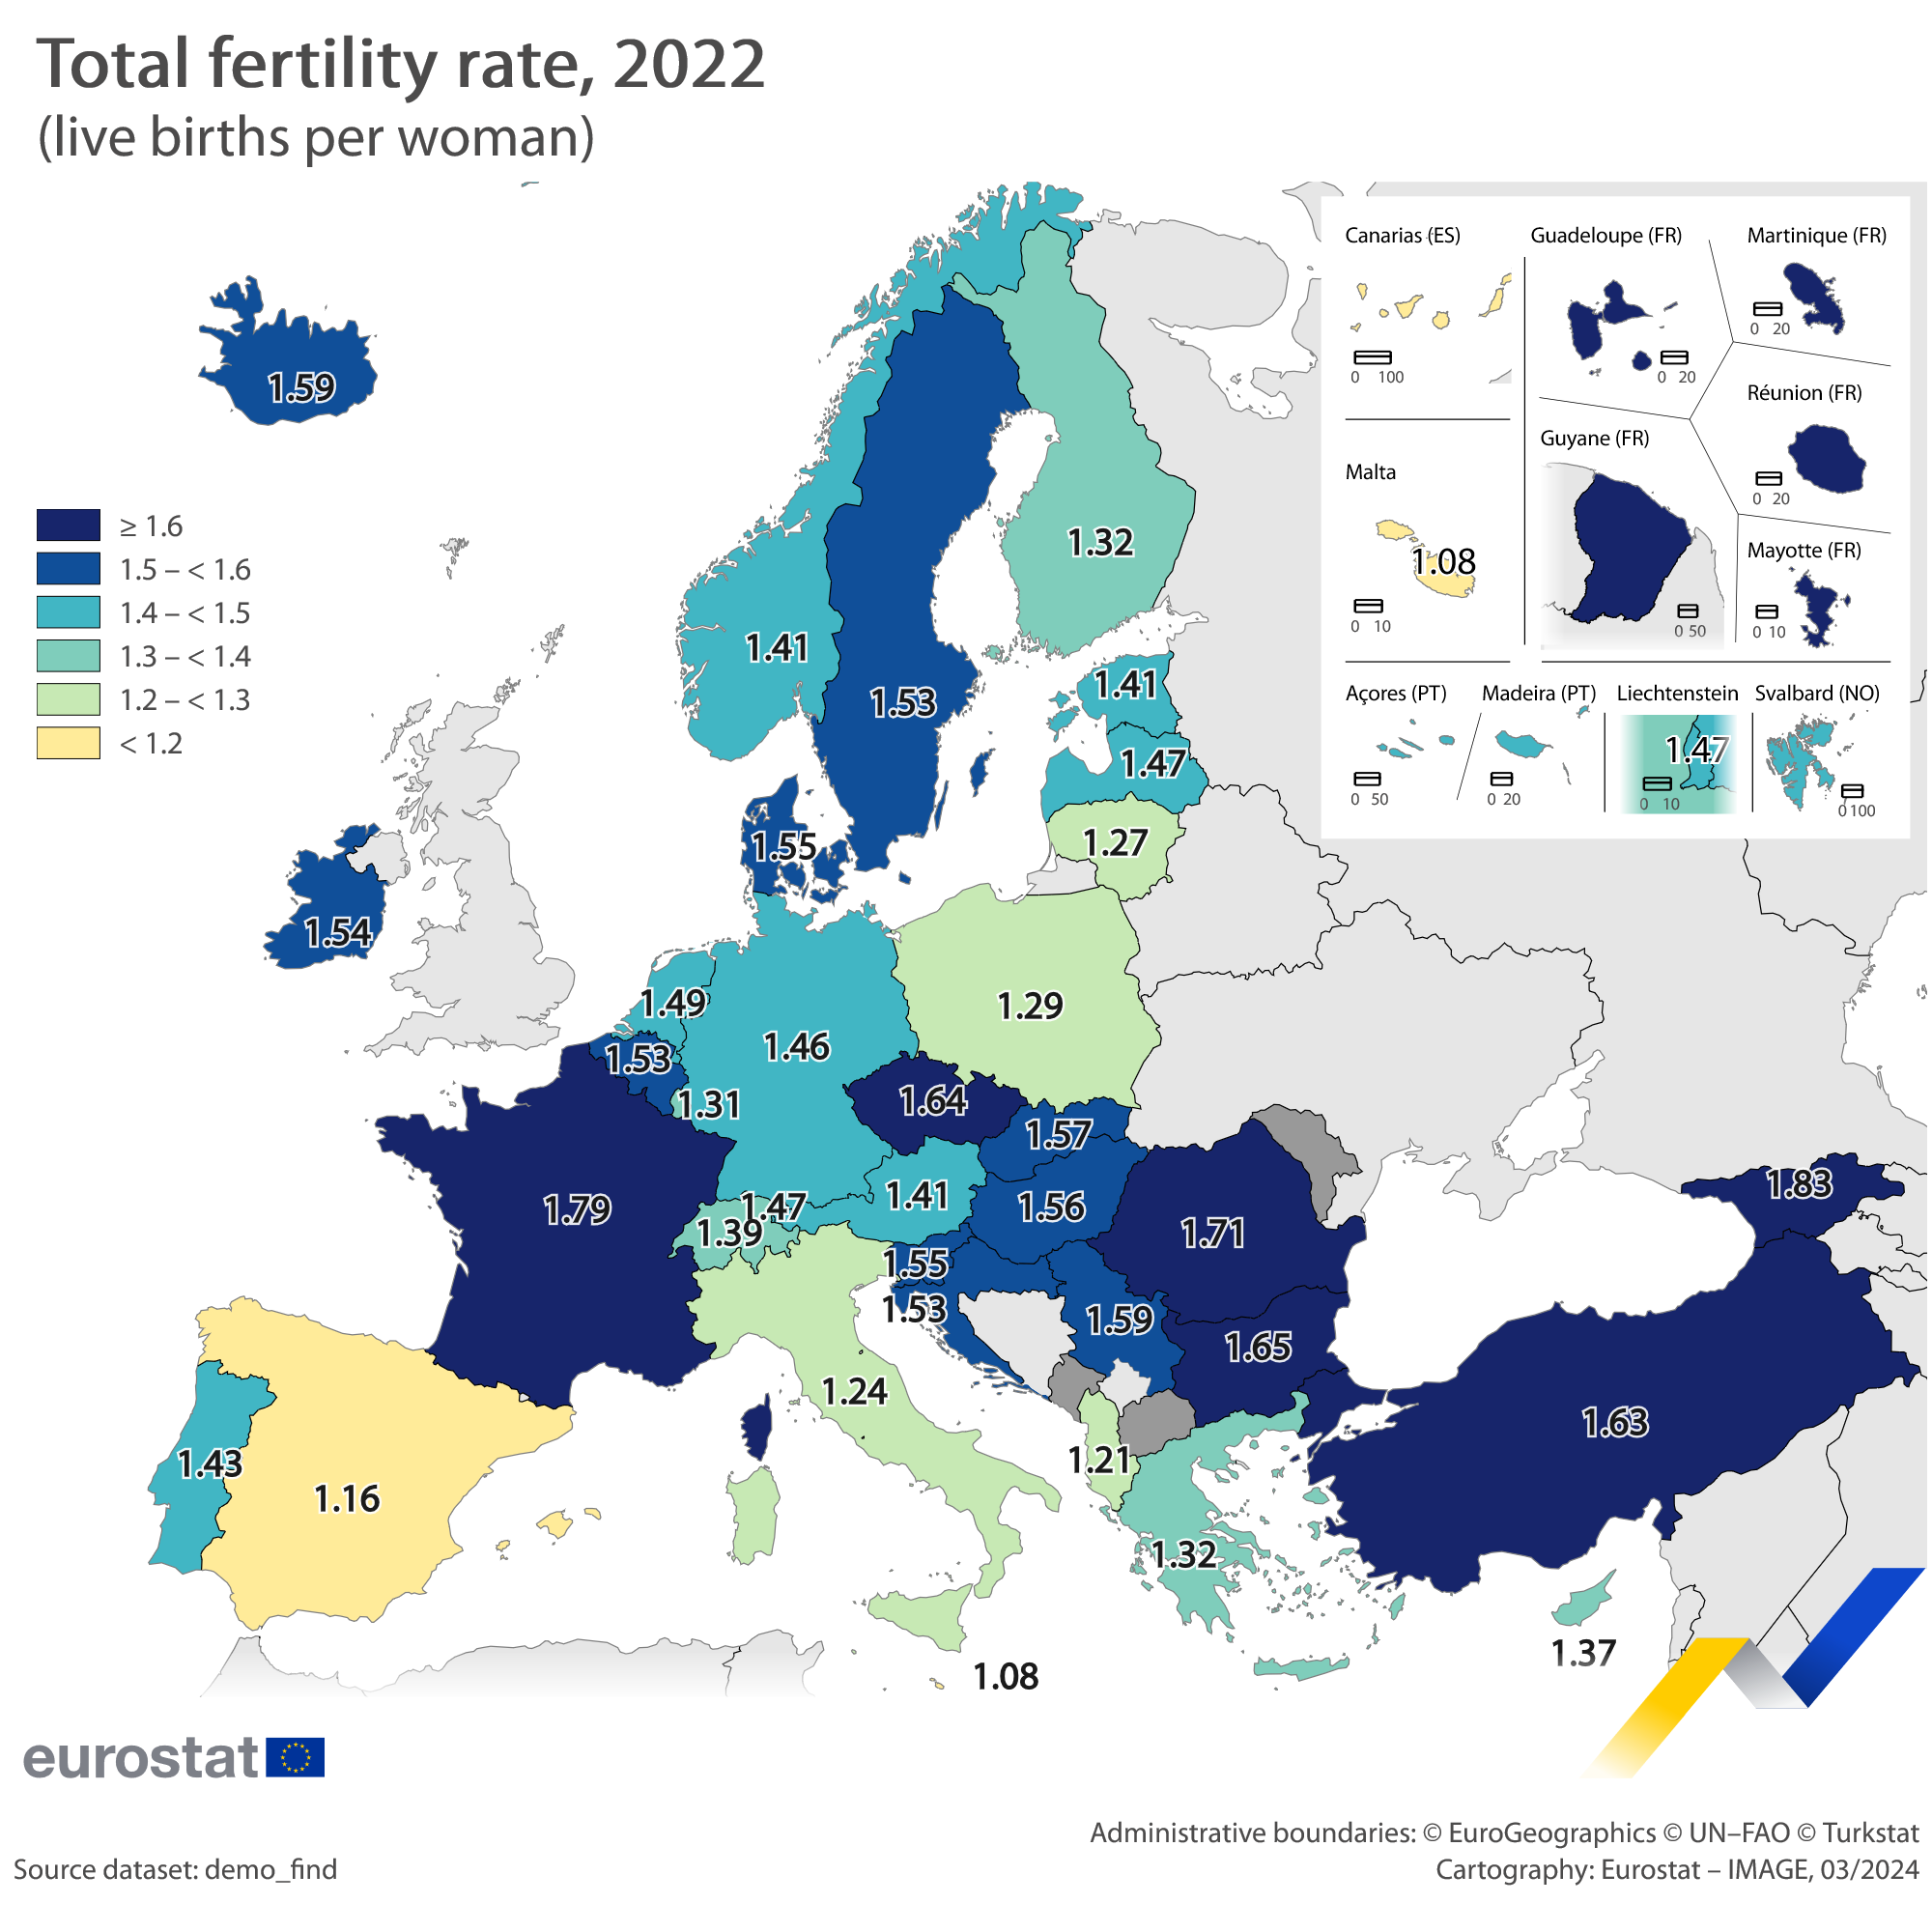 Total fertility rate, 2022
(live births per woman)
≥ 1.6
1.5 – < 1.6
1.4 – < 1.5
1.3 – < 1.4
1.2 – < 1.3
< 1.2
Canarias (ES)
0 100
Guadeloupe (FR)
0 20
Martinique (FR)
0 20
Réunion (FR)
0 20
Guyane (FR)
0 50
Mayotte (FR)
0 10
Malta
1.08
0 10
Açores (PT)
0 50
Madeira (PT)
0 20
Liechtenstein
1.47
0 10
Svalbard (NO)
0 100
1.59
1.32
1.41
1.53
1.41
1.47
1.27
1.55
1.54
1.49
1.46
1.29
1.53
1.31
1.64
1.57
1.79
1.47
1.39
1.41
1.56
1.71
1.83
1.55
1.53
1.59
1.65
1.24
1.63
1.43
1.16
1.21
1.32
1.37
1.08
eurostat
Administrative boundaries: © EuroGeographics © UN–FAO © Turkstat
Source dataset: demo_find
Cartography: Eurostat – IMAGE, 03/2024